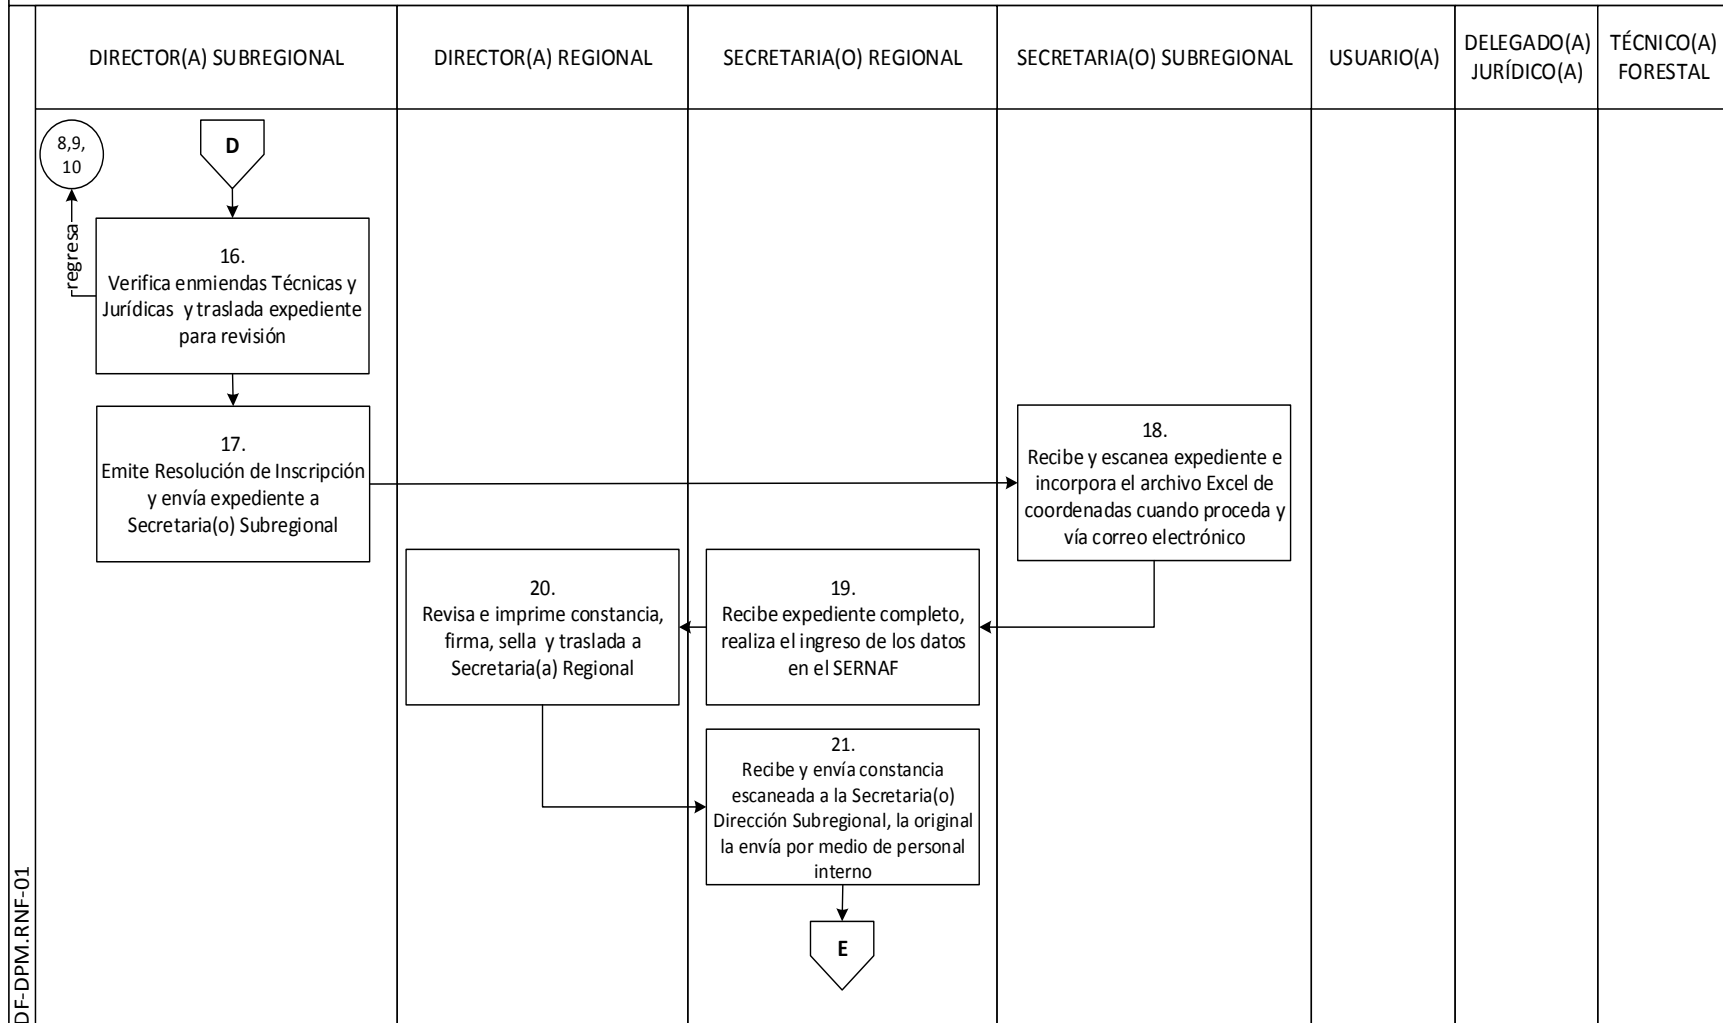 DIRECTOR(A) SUBREGIONAL
DIRECTOR(A) REGIONAL
SECRETARIA(O) REGIONAL
SECRETARIA(O) SUBREGIONAL
USUARIO(A)
DELEGADO(A)
JURÍDICO(A)
TÉCNICO(A)
FORESTAL
8,9,
10
D
regresa
16.
Verifica enmiendas Técnicas y
Jurídicas y traslada expediente
para revisión
17.
Emite Resolución de Inscripción
y envía expediente a
Secretaria(o) Subregional
18.
Recibe y escanea expediente e
incorpora el archivo Excel de
coordenadas cuando proceda y
vía correo electrónico
20.
Revisa e imprime constancia,
firma, sella y traslada a
Secretaria(a) Regional
19.
Recibe expediente completo,
realiza el ingreso de los datos
en el SERNAF
21.
Recibe y envía constancia
escaneada a la Secretaria(o)
Dirección Subregional, la original
la envía por medio de personal
interno
E
DF-DPM.RNF-01